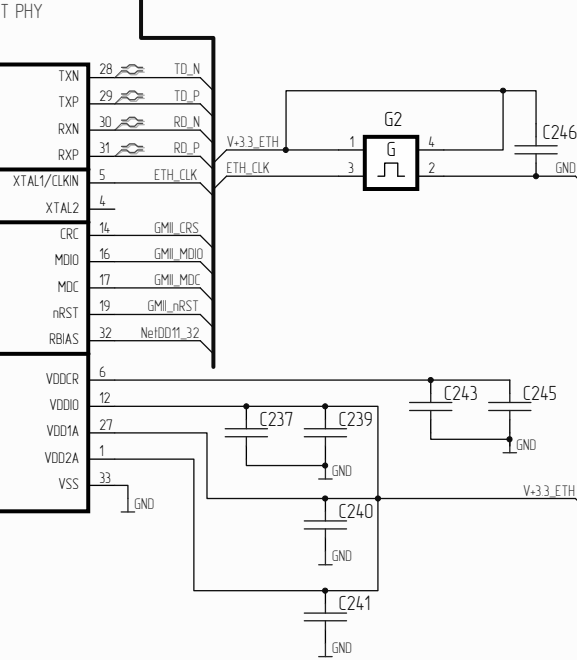 T PHY
TXN 28 TD_N
TXP 29 TD_P
RXN 30 RD_N
RXP 31 RD_P
XTAL1/CLKIN 5 ETH_CLK
XTAL2 4
CRC 14 GMII_CRS
MDIO 16 GMII_MDIO
MDC 17 GMII_MDC
nRST 19 GMII_nRST
RBIAS 32 NetDD11_32
VDDCR 6
VDDIO 12
VDD1A 27
VDD2A 1
VSS 33
GND
G2
V+3.3_ETH 1 G 4
ETH_CLK 3 2
C246
GND
C243 C245
GND
C237 C239
GND
V+3.3_ETH
C240
GND
C241
GND